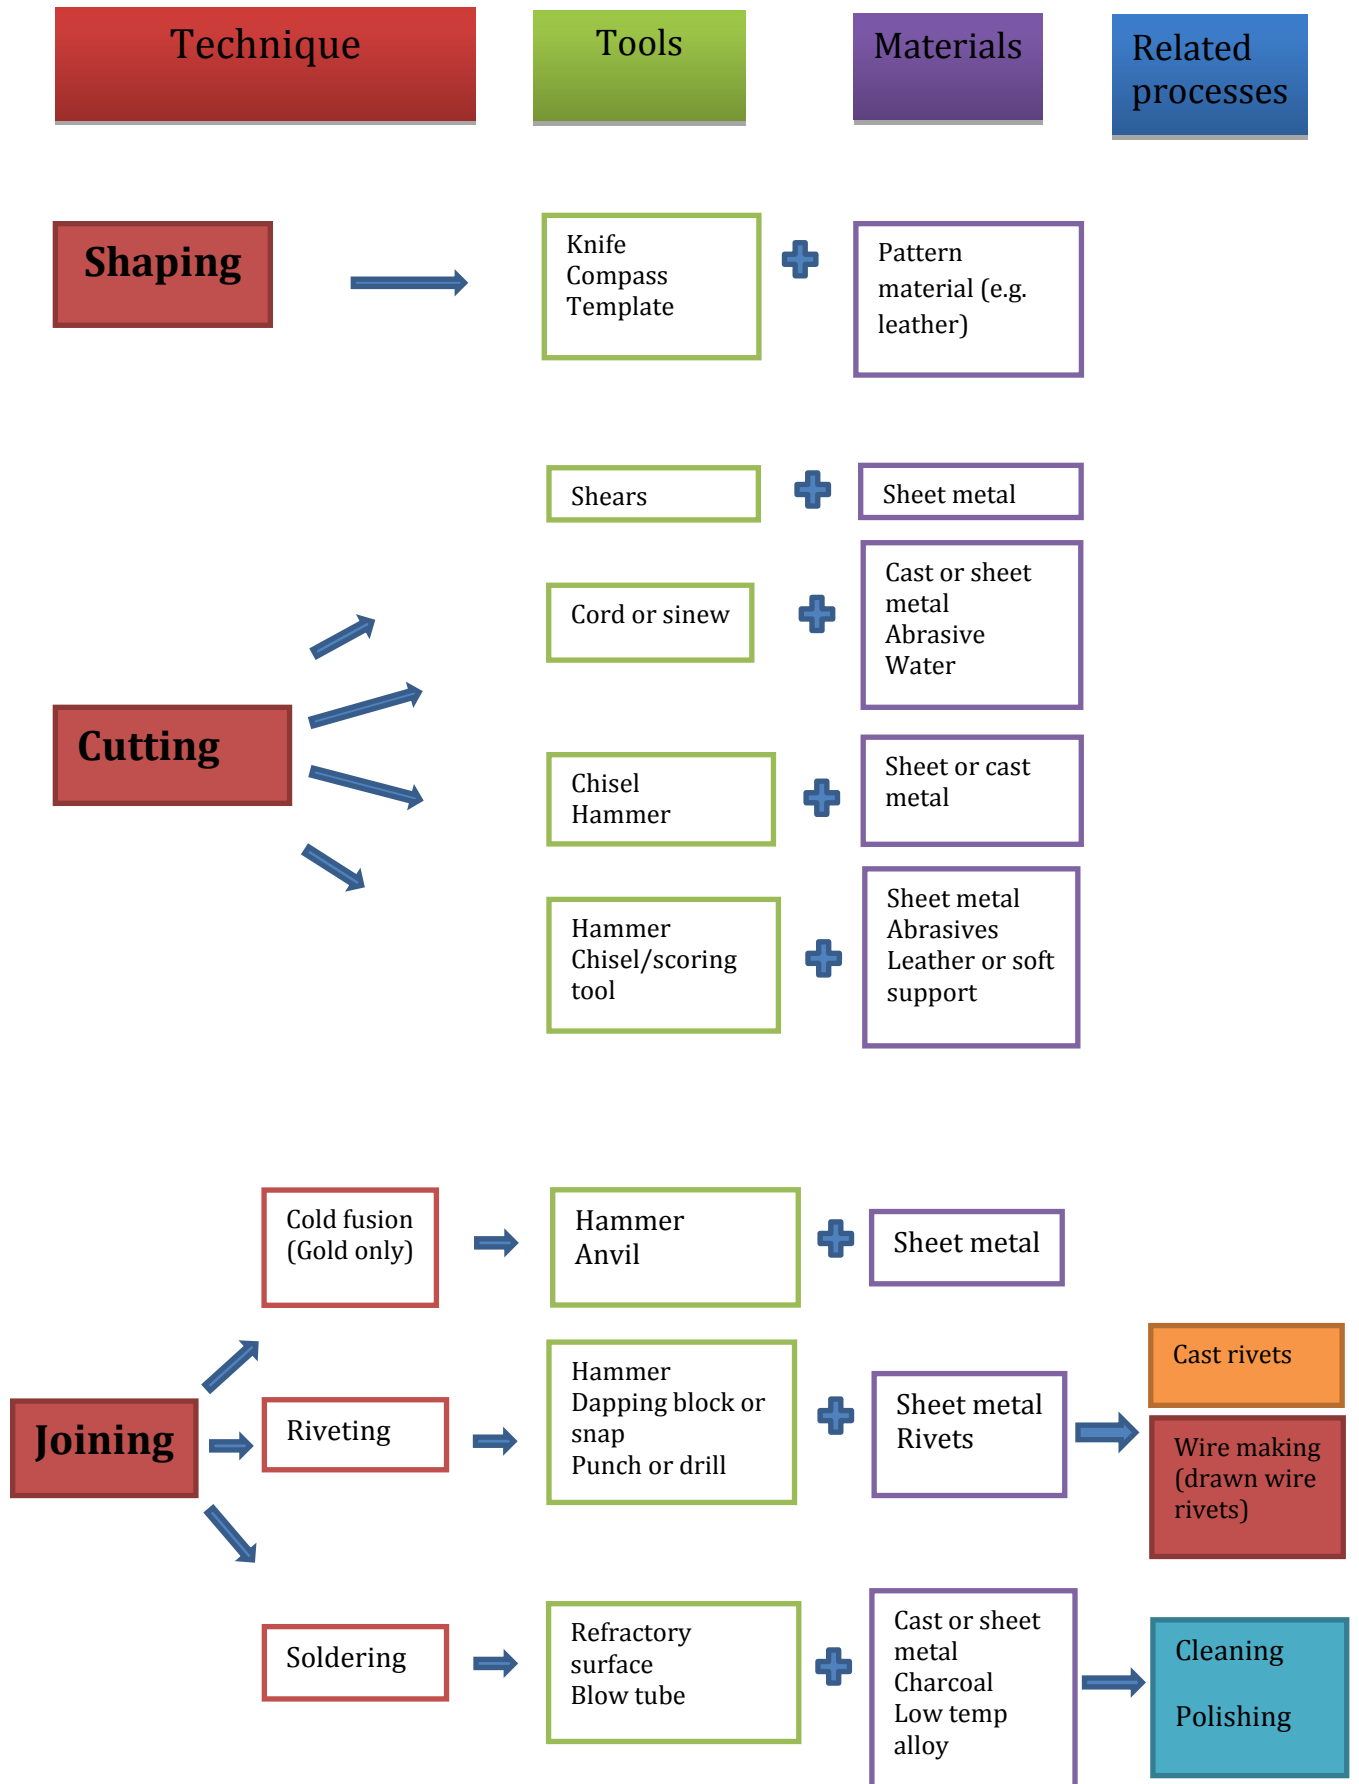 Technique
Tools
Materials
Related
processes
Shaping
Knife
Compass
Template
Pattern
material (e.g.
leather)
Cutting
Shears
Sheet metal
Cord or sinew
Cast or sheet
metal
Abrasive
Water
Chisel
Hammer
Sheet or cast
metal
Hammer
Chisel/scoring
tool
Sheet metal
Abrasives
Leather or soft
support
Joining
Cold fusion
(Gold only)
Hammer
Anvil
Sheet metal
Riveting
Hammer
Dapping block or
snap
Punch or drill
Sheet metal
Rivets
Cast rivets
Wire making
(drawn wire
rivets)
Soldering
Refractory
surface
Blow tube
Cast or sheet
metal
Charcoal
Low temp
alloy
Cleaning
Polishing